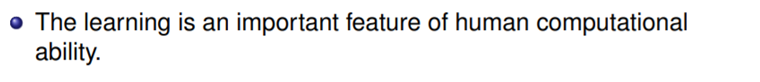 The learning is an important feature of human computational
ability.